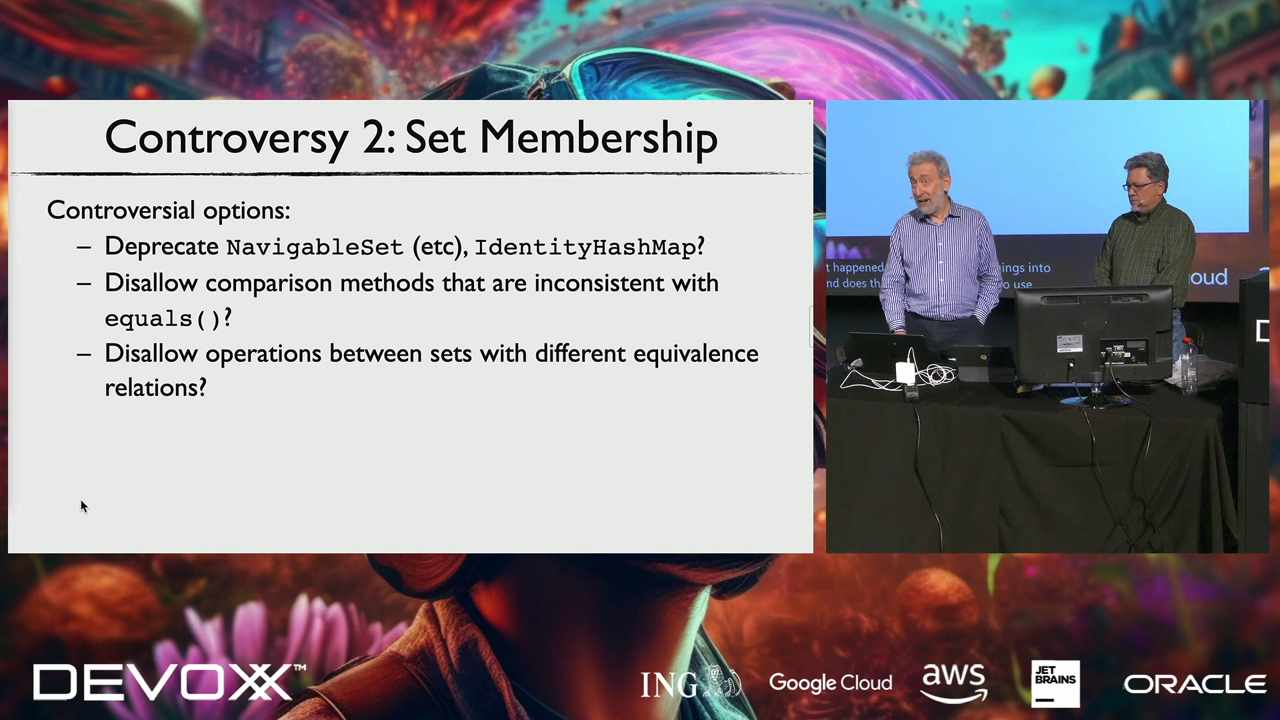 Controversy 2: Set Membership
Controversial options:
– Deprecate NavigableSet (etc), IdentityHashMap?
– Disallow comparison methods that are inconsistent with
equals()?
– Disallow operations between sets with different equivalence
relations?
t happened
ings into
nd does th
o use
oud
DEVOXX™
ING
Google Cloud
aws
JET
BRAINS
ORACLE